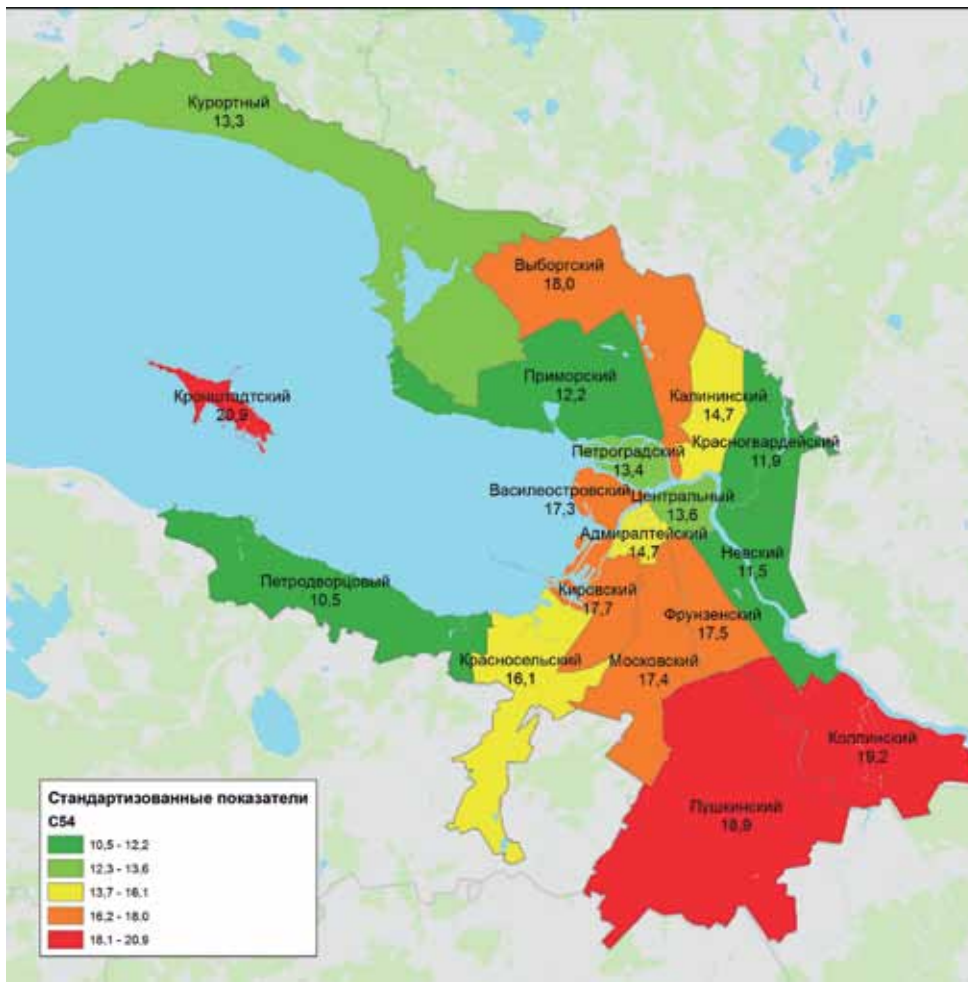 Курортный
13,3
Выборгский
18,0
Приморский
12,2
Калининский
14,7
Кронштадтский
20,9
Красногвардейский
11,9
Петроградский
13,4
Василеостровский
17,3
Центральный
13,6
Адмиралтейский
14,7
Невский
11,5
Петродворцовый
10,5
Кировский
17,7
Фрунзенский
17,5
Красносельский
16,1
Московский
17,4
Колпинский
19,2
Пушкинский
18,9
Стандартизованные показатели
C54
10,5 - 12,2
12,3 - 13,6
13,7 - 16,1
16,2 - 18,0
18,1 - 20,9